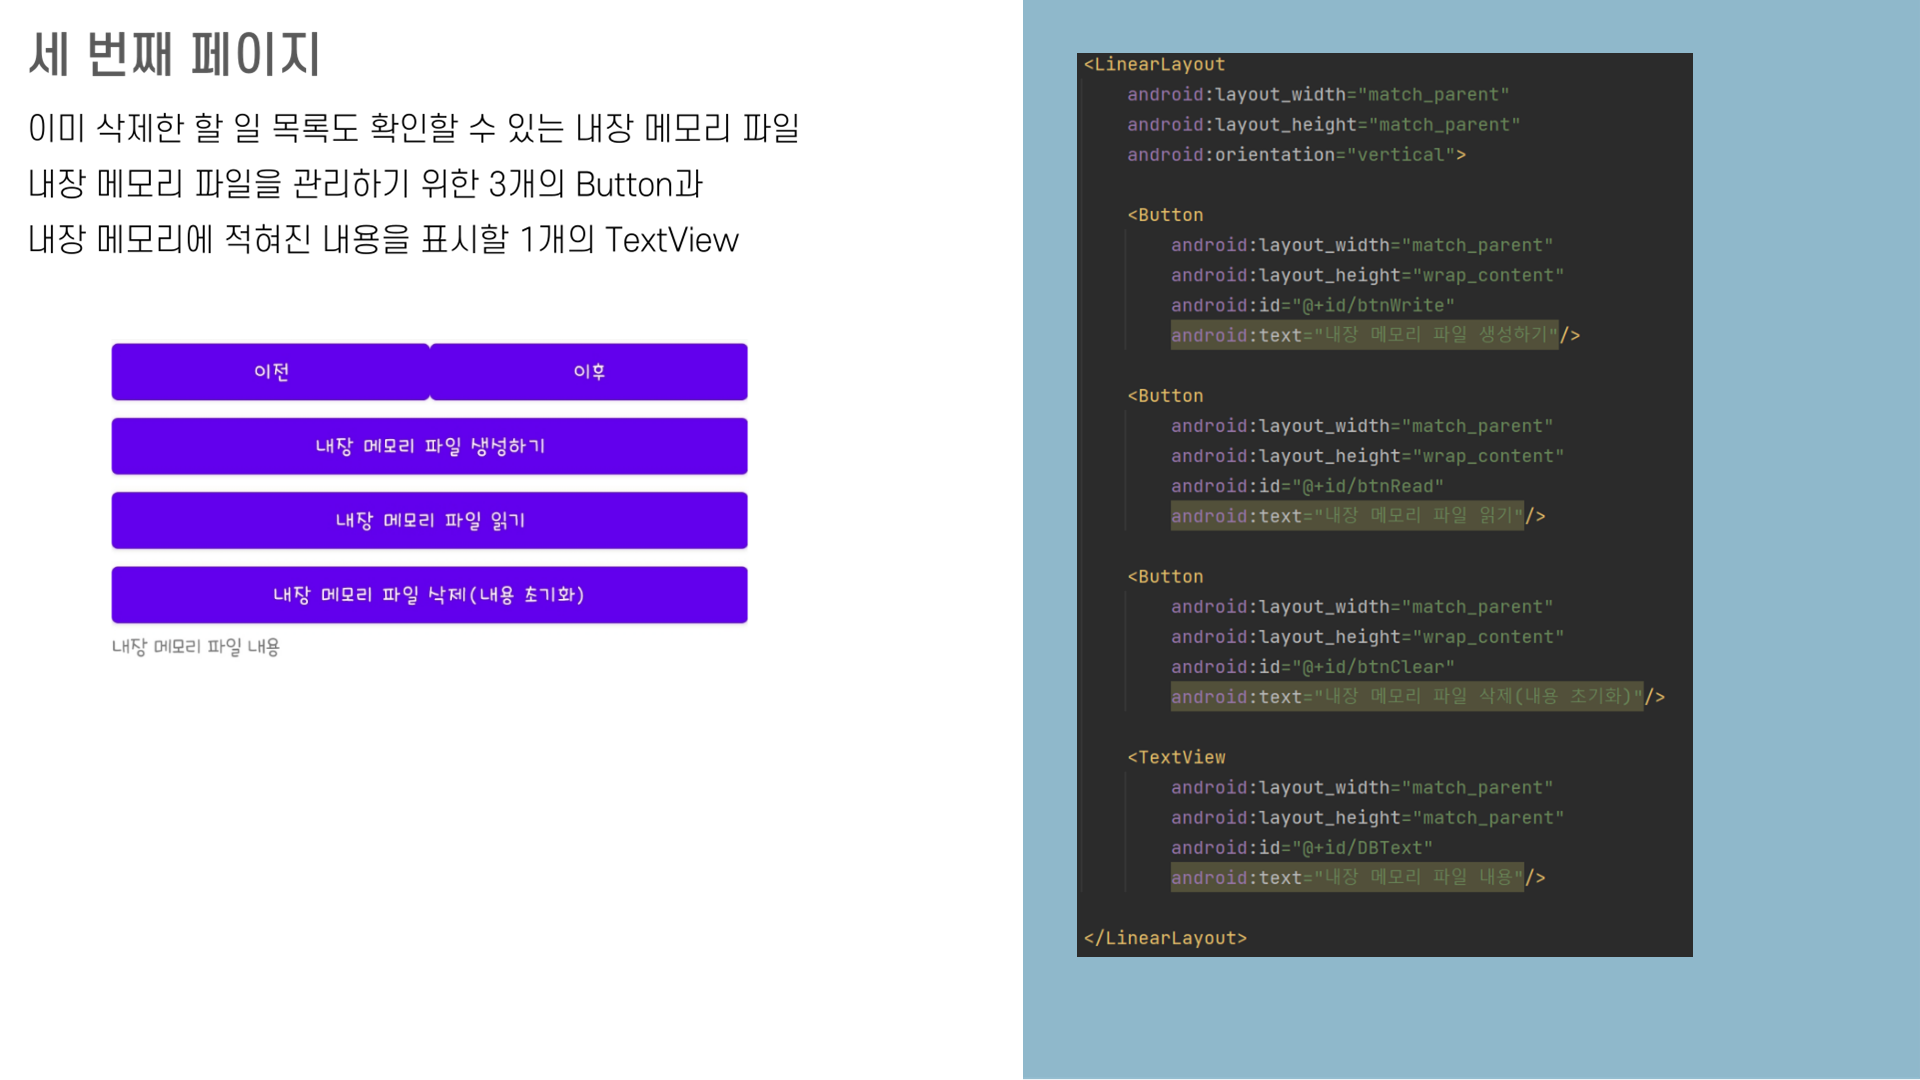 세 번째 페이지
이미 삭제한 할 일 목록도 확인할 수 있는 내장 메모리 파일
내장 메모리 파일을 관리하기 위한 3개의 Button과
내장 메모리에 적혀진 내용을 표시할 1개의 TextView
이전 이후
내장 메모리 파일 생성하기
내장 메모리 파일 읽기
내장 메모리 파일 삭제(내용 초기화)
내장 메모리 파일 내용
<LinearLayout
android:layout_width="match_parent"
android:layout_height="match_parent"
android:orientation="vertical">
<Button
android:layout_width="match_parent"
android:layout_height="wrap_content"
android:id="@+id/btnWrite"
android:text="내장 메모리 파일 생성하기"/>
<Button
android:layout_width="match_parent"
android:layout_height="wrap_content"
android:id="@+id/btnRead"
android:text="내장 메모리 파일 읽기"/>
<Button
android:layout_width="match_parent"
android:layout_height="wrap_content"
android:id="@+id/btnClear"
android:text="내장 메모리 파일 삭제(내용 초기화)"/>
<TextView
android:layout_width="match_parent"
android:layout_height="match_parent"
android:id="@+id/DBText"
android:text="내장 메모리 파일 내용"/>
</LinearLayout>